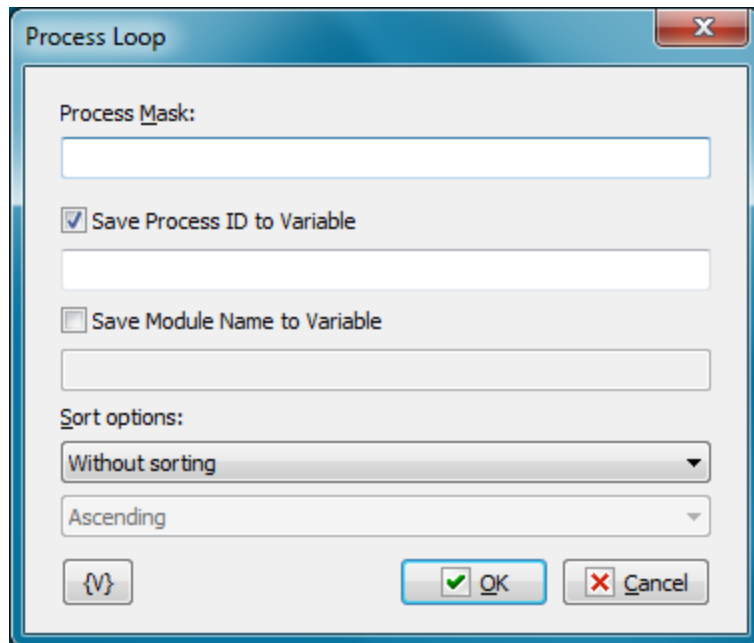 Process Loop
Process Mask:
Save Process ID to Variable
Save Module Name to Variable
Sort options:
Without sorting
Ascending
{V} OK Cancel